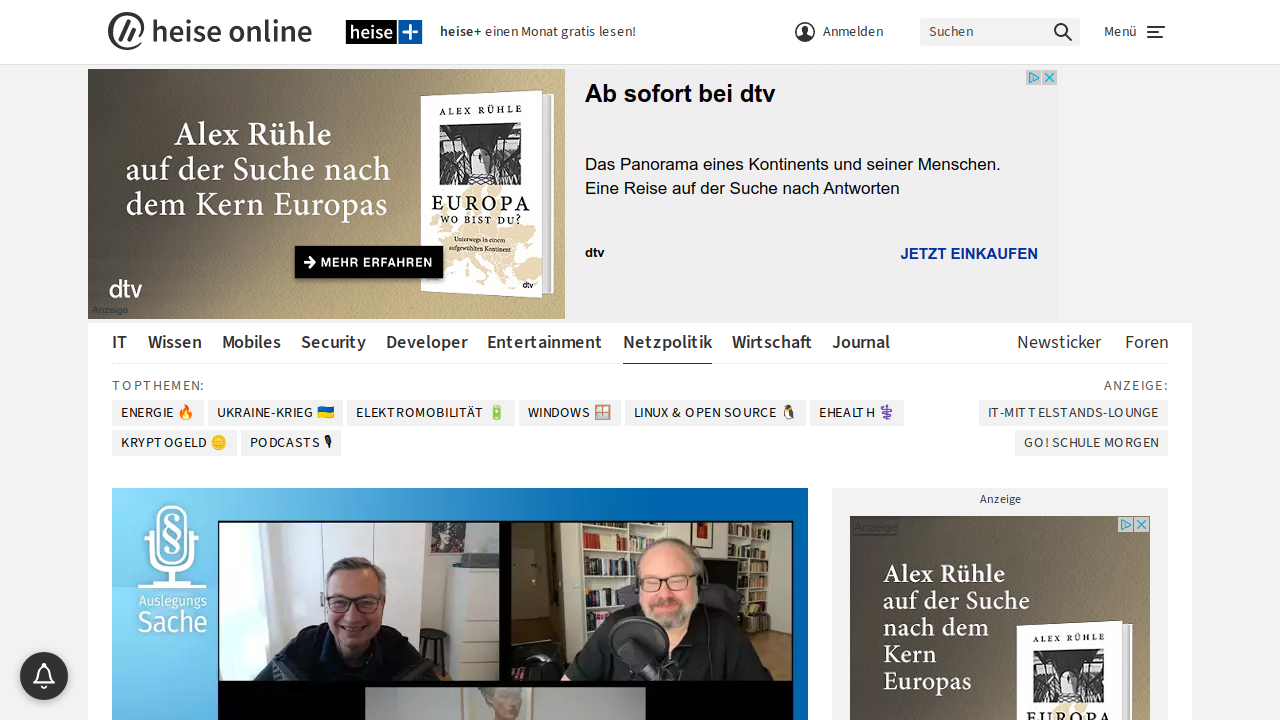 heise online
heise+
heise+ einen Monat gratis lesen!
Anmelden
Suchen
Menü
Alex Rühle
auf der Suche nach
dem Kern Europas
MEHR ERFAHREN
dtv
Anzeige
ALEX RÜHLE
EUROPA
WO BIST DU?
Unterwegs in einem
aufgewühlten Kontinent
dtv
Ab sofort bei dtv
Das Panorama eines Kontinents und seiner Menschen.
Eine Reise auf der Suche nach Antworten
dtv
JETZT EINKAUFEN
IT Wissen Mobiles Security Developer Entertainment Netzpolitik Wirtschaft Journal Newsticker Foren
TOPTHEMEN:
ENERGIE 🔥 UKRAINE-KRIEG 🇺🇦 ELEKTROMOBILITÄT 🔋 WINDOWS 🪟 LINUX & OPEN SOURCE 🐧 EHEALTH ⚕️
KRYPTOGELD 🪙 PODCASTS 🎙️
ANZEIGE:
IT-MITTELSTANDS-LOUNGE
GO! SCHULE MORGEN
§
Auslegungs
Sache
Anzeige
Anzeige
Alex Rühle
auf der Suche
nach dem
Kern
Europas
ALEX RÜHLE
EUROPA